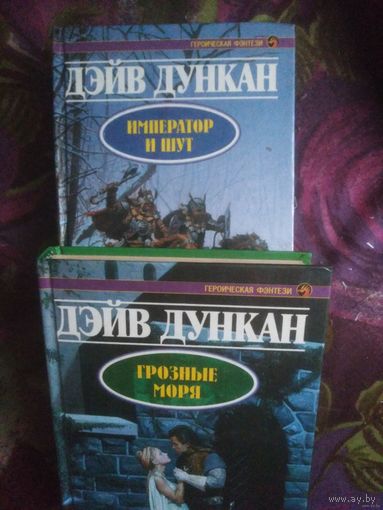 ГЕРОИЧЕСКАЯ ФЭНТЕЗИ
ДЭЙВ ДУНКАН
ИМПЕРАТОР
И ШУТ
ГЕРОИЧЕСКАЯ ФЭНТЕЗИ
ДЭЙВ ДУНКАН
ГРОЗНЫЕ
МОРЯ
www.ay.by